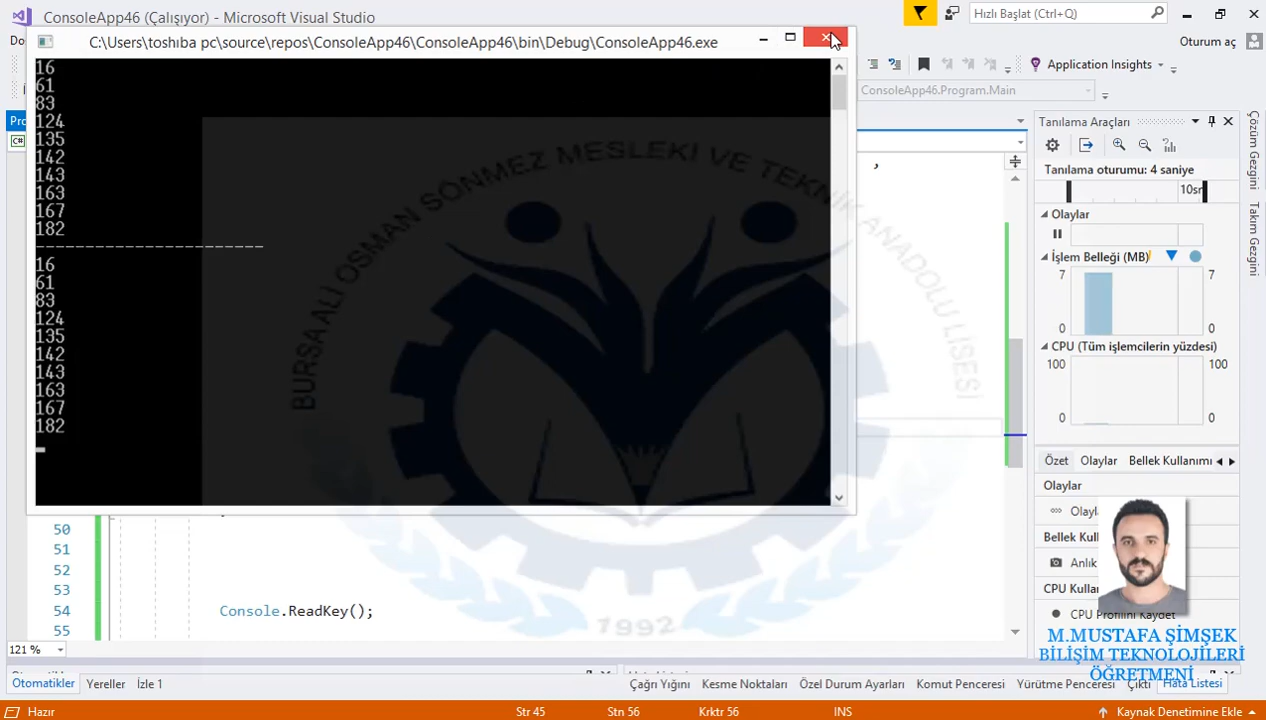 ConsoleApp46 (Çalışıyor) - Microsoft Visual Studio
Hızlı Başlat (Ctrl+Q)
C:\Users\toshiba pc\source\repos\ConsoleApp46\ConsoleApp46\bin\Debug\ConsoleApp46.exe
Oturum aç
Application Insights
ConsoleApp46.Program.Main
16
61
83
124
135
142
143
163
167
182
-----------------------
16
61
83
124
135
142
143
163
167
182
BURSA ALİ OSMAN SÖNMEZ MESLEKİ VE TEKNİK ANADOLU LİSESİ
1992
50
51
52
53
54
Console.ReadKey();
55
121 %
Tanılama Araçları
Tanılama oturumu: 4 saniye
10sn
Olaylar
İşlem Belleği (MB)
7
7
0
0
CPU (Tüm işlemcilerin yüzdesi)
100
100
0
0
Özet
Olaylar
Bellek Kullanımı
Olaylar
Anlık
CPU Profilini Kaydet
Çözüm Gezgini
Takım Gezgini
M.MUSTAFA ŞİMŞEK
BİLİŞİM TEKNOLOJİLERİ
ÖĞRETMENİ
Otomatikler
Yereller
İzle 1
Çağrı Yığını
Kesme Noktaları
Özel Durum Ayarları
Komut Penceresi
Yürütme Penceresi
Çıktı
Hata Listesi
Hazır
Str 45
Stn 56
Krktr 56
INS
Kaynak Denetimine Ekle